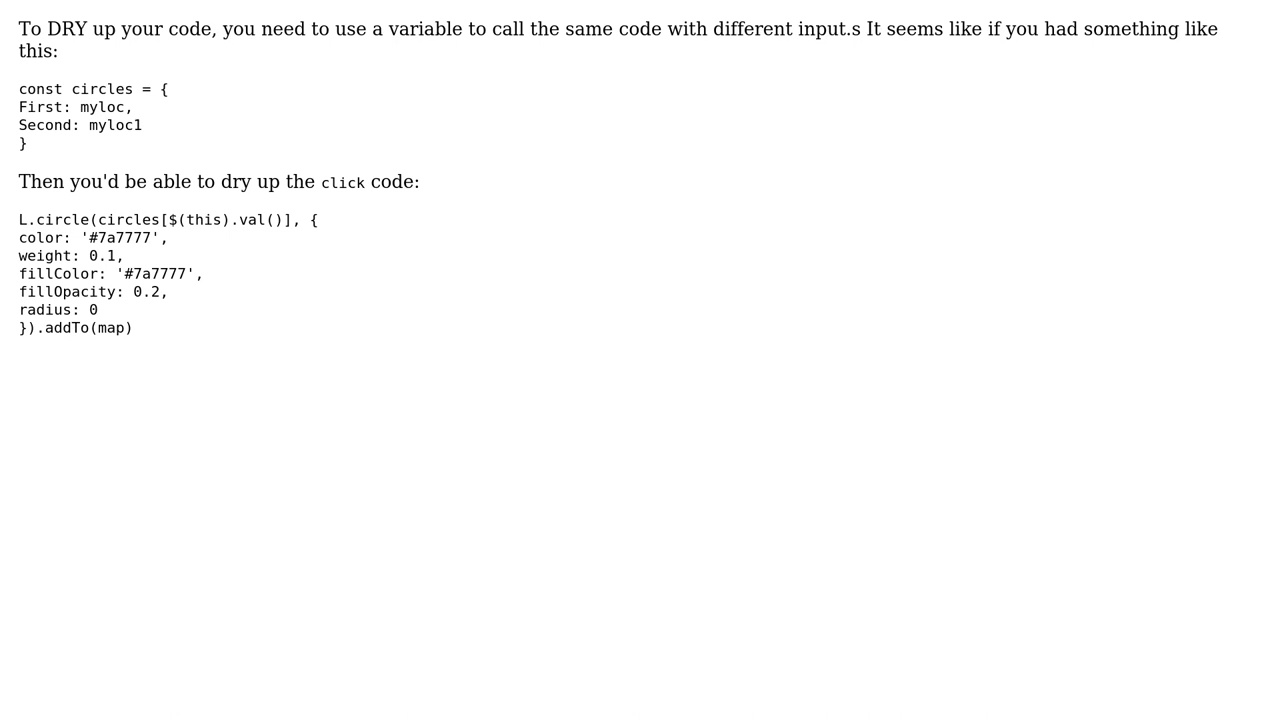 To DRY up your code, you need to use a variable to call the same code with different input.s It seems like if you had something like
this:
const circles = {
First: myloc,
Second: myloc1
}
Then you'd be able to dry up the click code:
L.circle(circles[$(this).val()], {
color: '#7a7777',
weight: 0.1,
fillColor: '#7a7777',
fillOpacity: 0.2,
radius: 0
}).addTo(map)